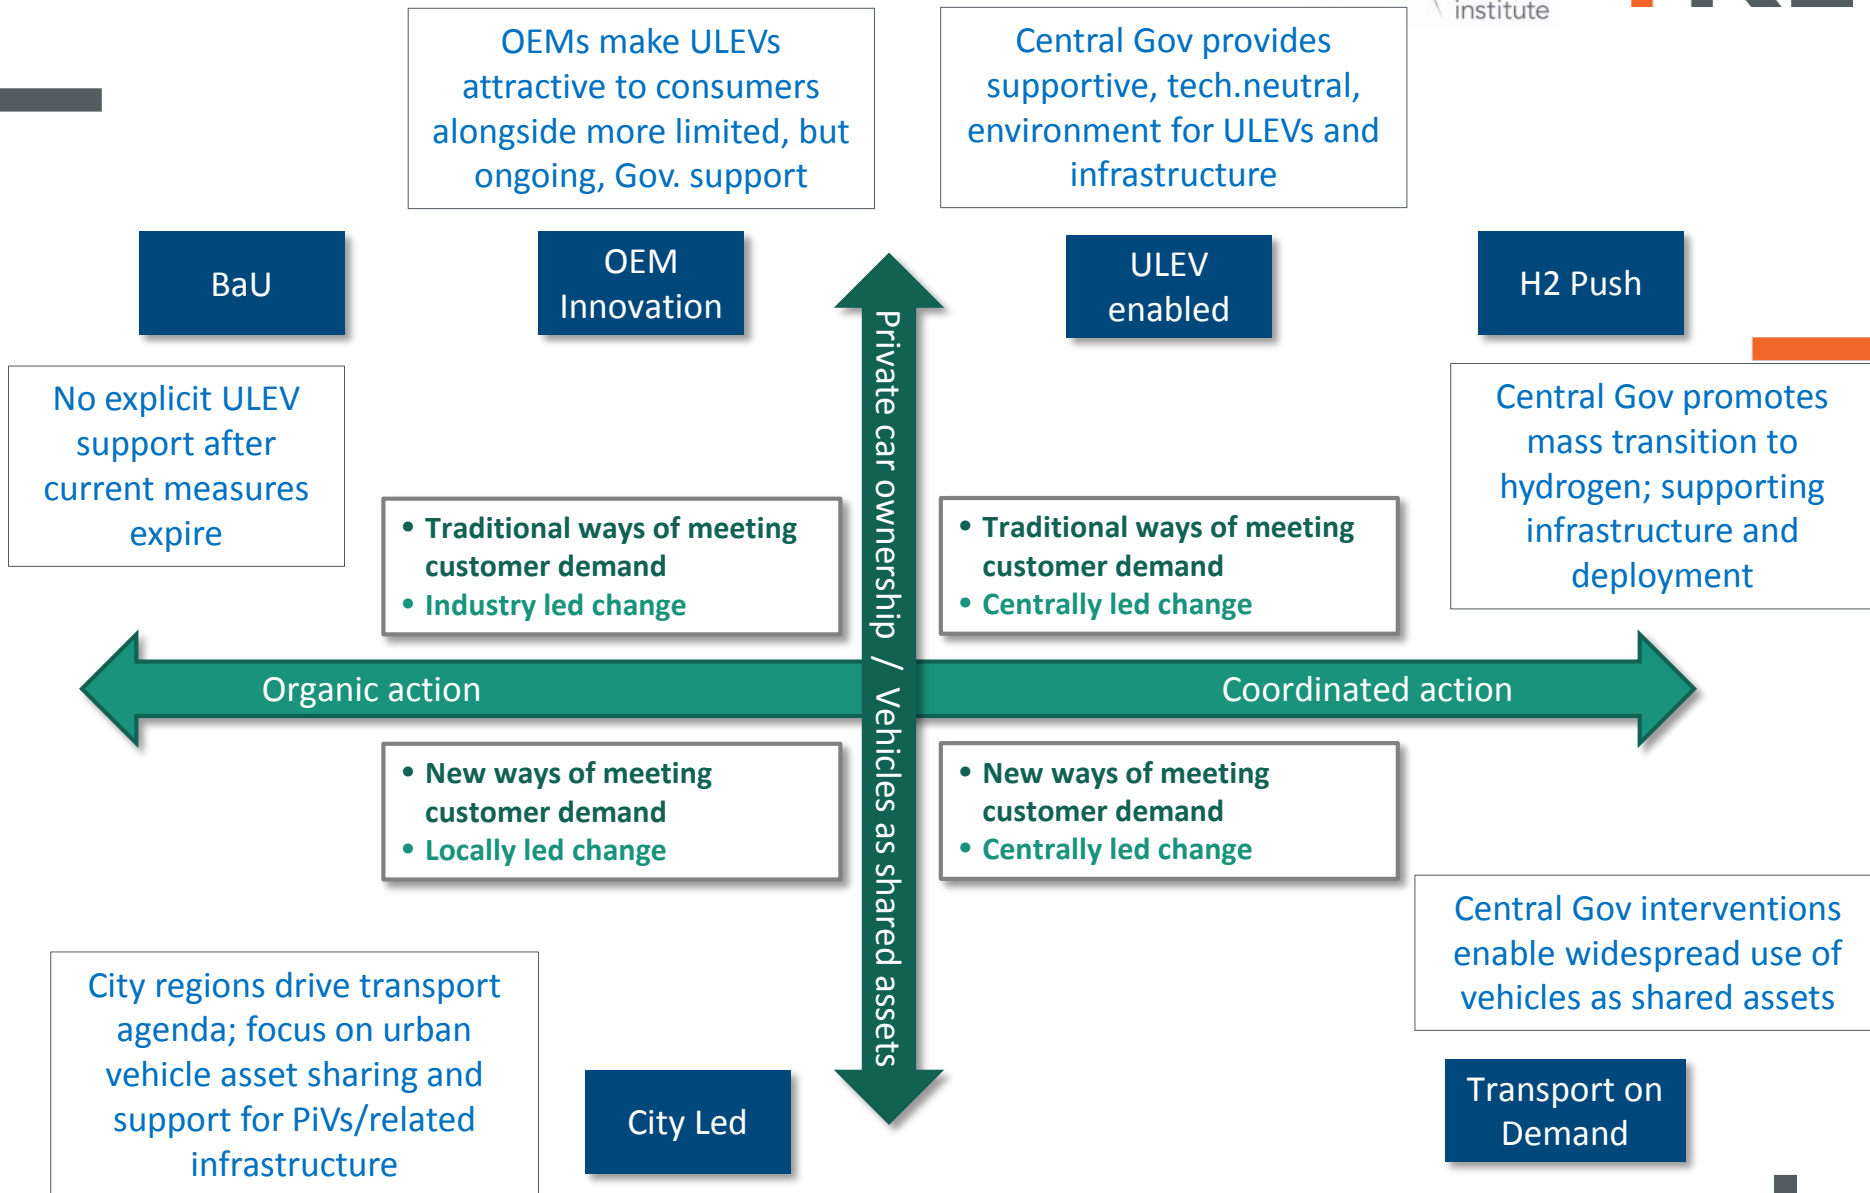 institute
OEMs make ULEVs
attractive to consumers
alongside more limited, but
ongoing, Gov. support
Central Gov provides
supportive, tech.neutral,
environment for ULEVs and
infrastructure
BaU
OEM
Innovation
ULEV
enabled
H2 Push
No explicit ULEV
support after
current measures
expire
Central Gov promotes
mass transition to
hydrogen; supporting
infrastructure and
deployment
• Traditional ways of meeting
customer demand
• Industry led change
• Traditional ways of meeting
customer demand
• Centrally led change
Private car ownership / Vehicles as shared assets
Organic action
Coordinated action
• New ways of meeting
customer demand
• Locally led change
• New ways of meeting
customer demand
• Centrally led change
City regions drive transport
agenda; focus on urban
vehicle asset sharing and
support for PiVs/related
infrastructure
City Led
Central Gov interventions
enable widespread use of
vehicles as shared assets
Transport on
Demand